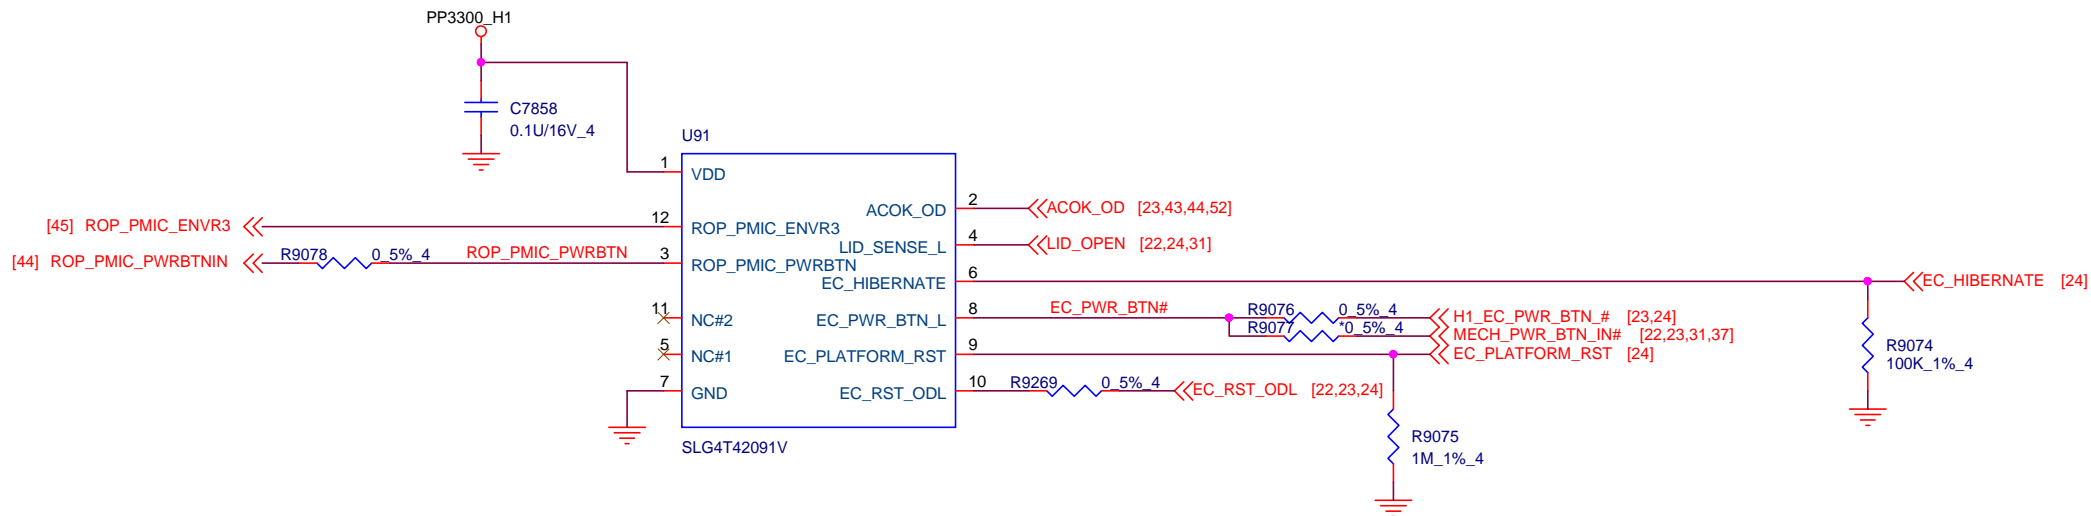 PP3300_H1
C7858
0.1U/16V_4
U91
1 VDD
ACOK_OD 2 ACOK_OD [23,43,44,52]
[45] ROP_PMIC_ENVR3 12 ROP_PMIC_ENVR3
LID_SENSE_L 4 LID_OPEN [22,24,31]
[44] ROP_PMIC_PWRBTNIN R9078 0_5%_4 ROP_PMIC_PWRBTN 3 ROP_PMIC_PWRBTN
EC_HIBERNATE 6 EC_HIBERNATE [24]
11 NC#2 EC_PWR_BTN_L 8 EC_PWR_BTN# R9076 0_5%_4 H1_EC_PWR_BTN_# [23,24]
R9077 *0_5%_4 MECH_PWR_BTN_IN# [22,23,31,37]
5 NC#1 EC_PLATFORM_RST 9 EC_PLATFORM_RST [24]
R9074
100K_1%_4
7 GND EC_RST_ODL 10 R9269 0_5%_4 EC_RST_ODL [22,23,24]
R9075
1M_1%_4
SLG4T42091V